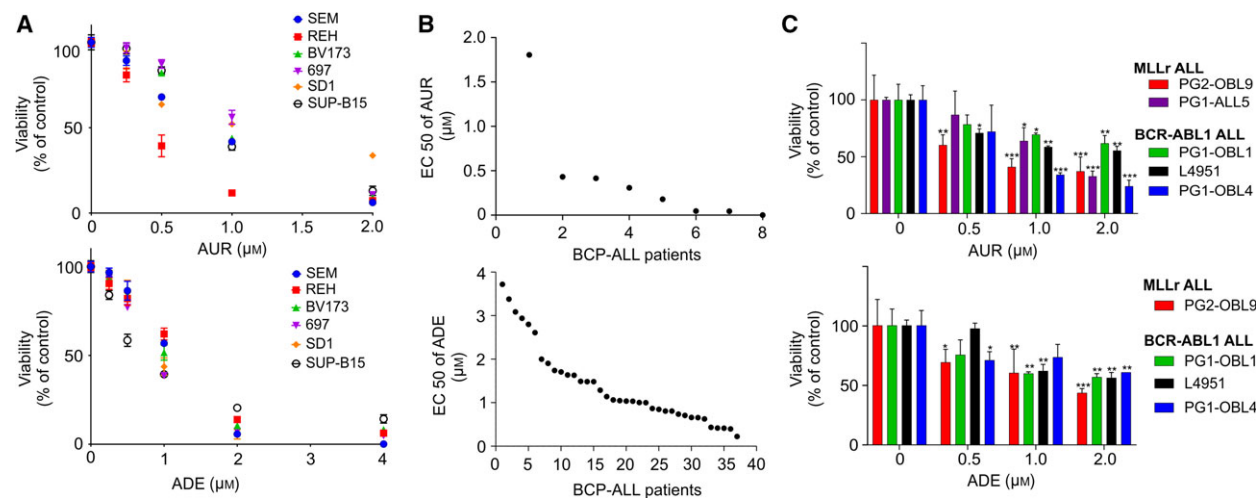 A
SEM
REH
BV173
697
SD1
SUP-B15
Viability
(% of control)
100
50
0
0
0.5
1.0
2.0
AUR (μM)
SEM
REH
BV173
697
SD1
SUP-B15
Viability
(% of control)
100
50
0
0
1
2
3
4
ADE (μM)
B
EC 50 of AUR
(μM)
2.0
1.5
1.0
0.5
0.0
0
2
4
6
8
BCP-ALL patients
EC 50 of ADE
(μM)
4
3
2
1
0
0
5
10
15
20
25
30
35
40
BCP-ALL patients
C
Viability
(% of control)
100
50
0
** * * * ** *** *** *** ** ** ***
0
0.5
1.0
2.0
AUR (μM)
MLLr ALL
PG2-OBL9
PG1-ALL5
BCR-ABL1 ALL
PG1-OBL1
L4951
PG1-OBL4
Viability
(% of control)
100
50
0
* * ** ** ** *** ** ** **
0
0.5
1.0
2.0
ADE (μM)
MLLr ALL
PG2-OBL9
BCR-ABL1 ALL
PG1-OBL1
L4951
PG1-OBL4